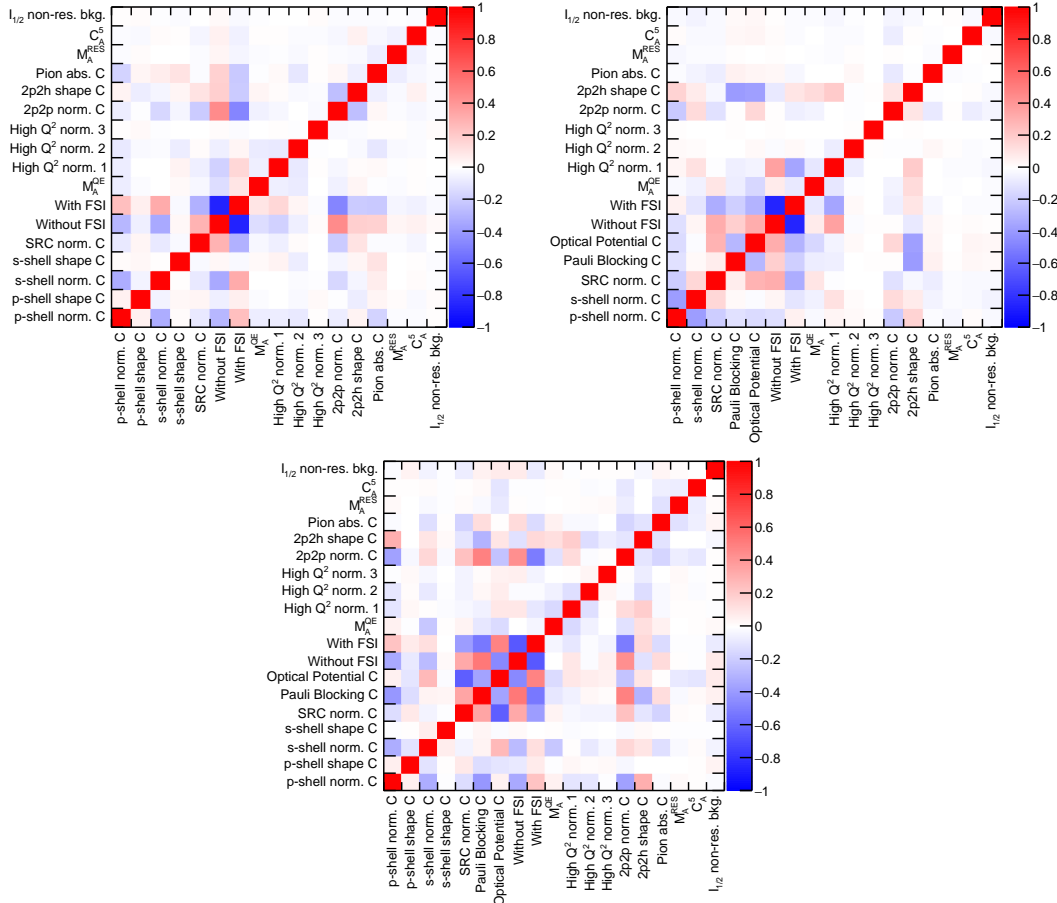 I1/2 non-res. bkg.
C5A
MRESA
Pion abs. C
2p2h shape C
2p2p norm. C
High Q2 norm. 3
High Q2 norm. 2
High Q2 norm. 1
MQEA
With FSI
Without FSI
SRC norm. C
s-shell shape C
s-shell norm. C
p-shell shape C
p-shell norm. C
p-shell norm. C
p-shell shape C
s-shell norm. C
s-shell shape C
SRC norm. C
Without FSI
With FSI
MQEA
High Q2 norm. 1
High Q2 norm. 2
High Q2 norm. 3
2p2p norm. C
2p2h shape C
Pion abs. C
MRESA
C5A
I1/2 non-res. bkg.
1
0.8
0.6
0.4
0.2
0
−0.2
−0.4
−0.6
−0.8
−1
I1/2 non-res. bkg.
C5A
MRESA
Pion abs. C
2p2h shape C
2p2p norm. C
High Q2 norm. 3
High Q2 norm. 2
High Q2 norm. 1
MQEA
With FSI
Without FSI
Optical Potential C
Pauli Blocking C
SRC norm. C
s-shell norm. C
p-shell norm. C
p-shell norm. C
s-shell norm. C
SRC norm. C
Pauli Blocking C
Optical Potential C
Without FSI
With FSI
MQEA
High Q2 norm. 1
High Q2 norm. 2
High Q2 norm. 3
2p2p norm. C
2p2h shape C
Pion abs. C
MRESA
C5A
I1/2 non-res. bkg.
1
0.8
0.6
0.4
0.2
0
−0.2
−0.4
−0.6
−0.8
−1
I1/2 non-res. bkg.
C5A
MRESA
Pion abs. C
2p2h shape C
2p2p norm. C
High Q2 norm. 3
High Q2 norm. 2
High Q2 norm. 1
MQEA
With FSI
Without FSI
Optical Potential C
Pauli Blocking C
SRC norm. C
s-shell shape C
s-shell norm. C
p-shell shape C
p-shell norm. C
p-shell norm. C
p-shell shape C
s-shell norm. C
s-shell shape C
SRC norm. C
Pauli Blocking C
Optical Potential C
Without FSI
With FSI
MQEA
High Q2 norm. 1
High Q2 norm. 2
High Q2 norm. 3
2p2p norm. C
2p2h shape C
Pion abs. C
MRESA
C5A
I1/2 non-res. bkg.
1
0.8
0.6
0.4
0.2
0
−0.2
−0.4
−0.6
−0.8
−1